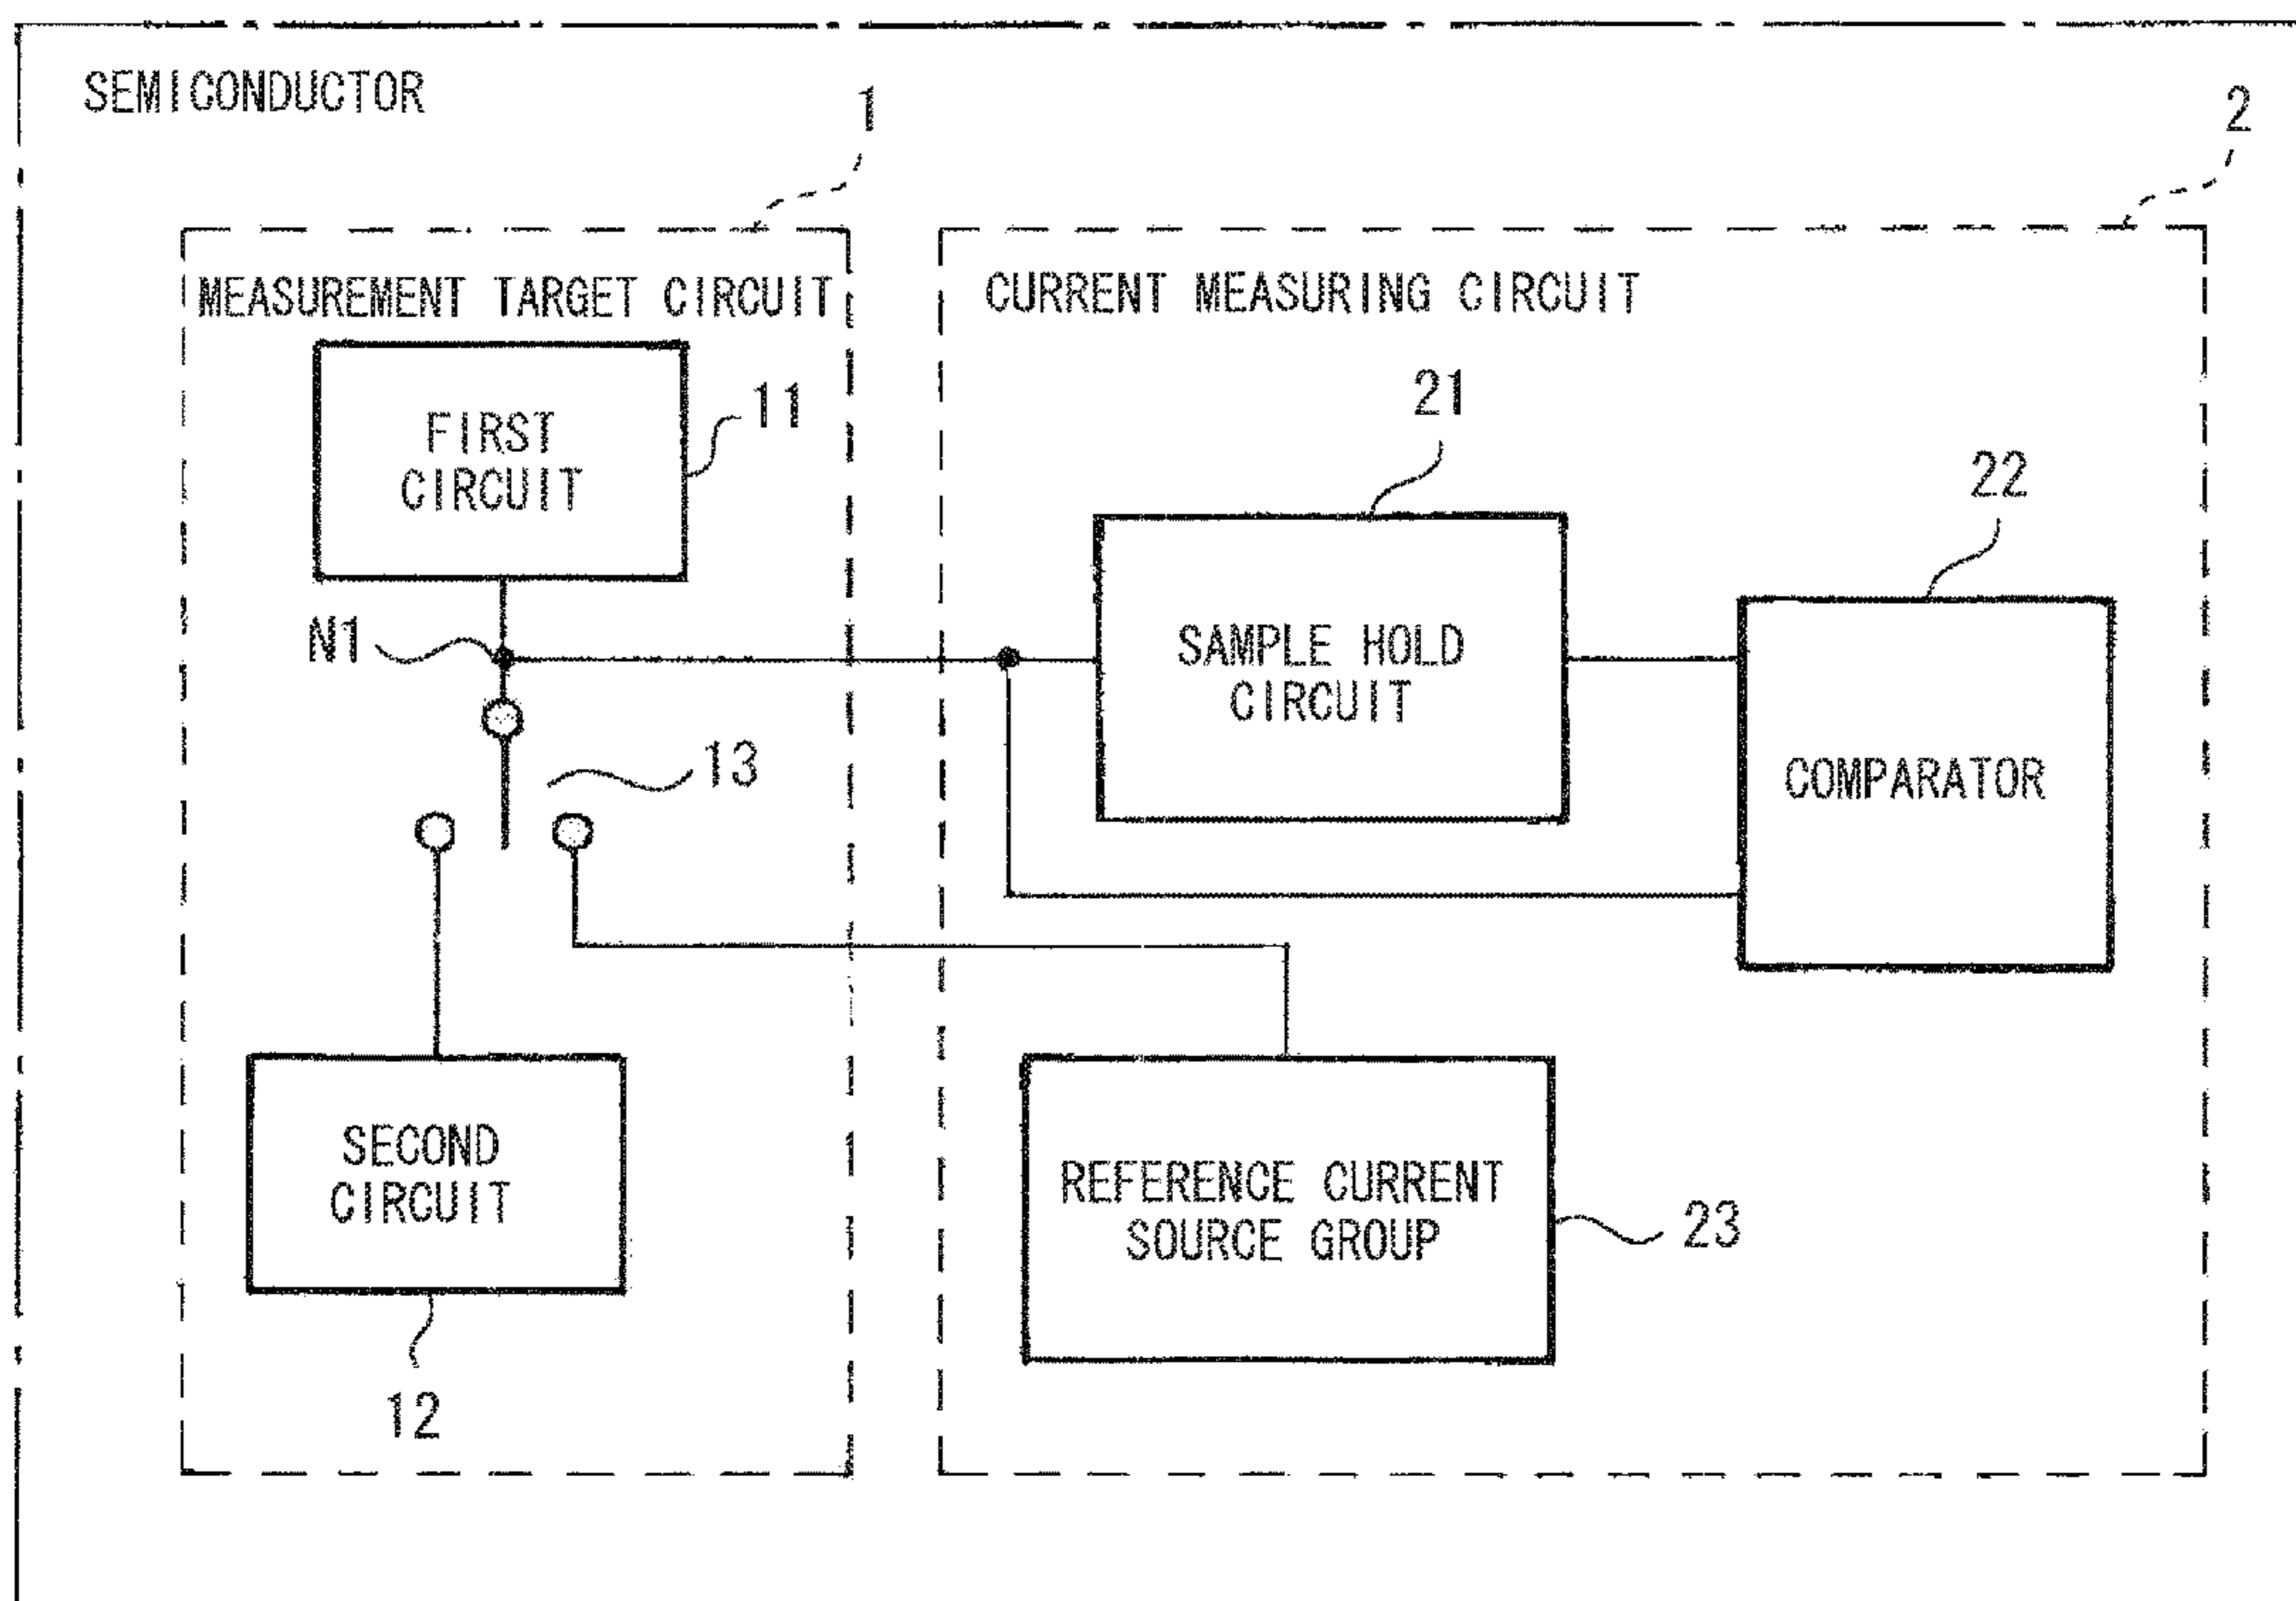 SEMICONDUCTOR
1
2
MEASUREMENT TARGET CIRCUIT
CURRENT MEASURING CIRCUIT
FIRST
CIRCUIT
11
21
22
N1
SAMPLE HOLD
CIRCUIT
13
COMPARATOR
SECOND
CIRCUIT
REFERENCE CURRENT
SOURCE GROUP
23
12